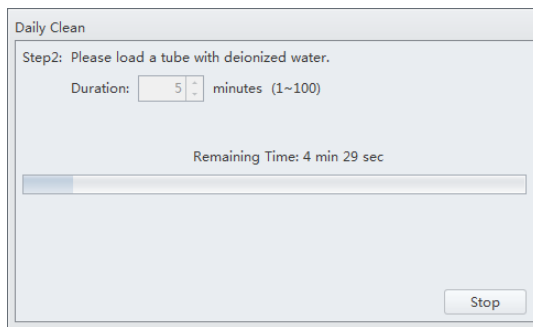 Daily Clean
Step2: Please load a tube with deionized water.
Duration: 5 minutes (1~100)
Remaining Time: 4 min 29 sec
Stop